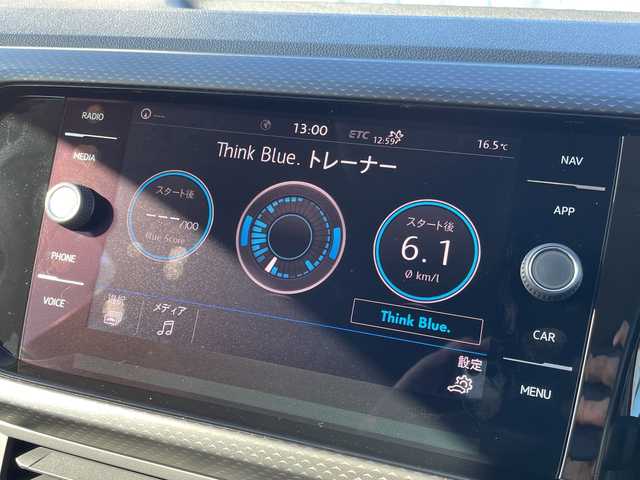 RADIO
MEDIA
PHONE
VOICE
13:00
ETC
12:59
16.5℃
Think Blue. トレーナー
スタート後
---/100
Blue Score
スタート後
6.1
Ø km/l
Think Blue.
メディア
設定
NAV
APP
CAR
MENU